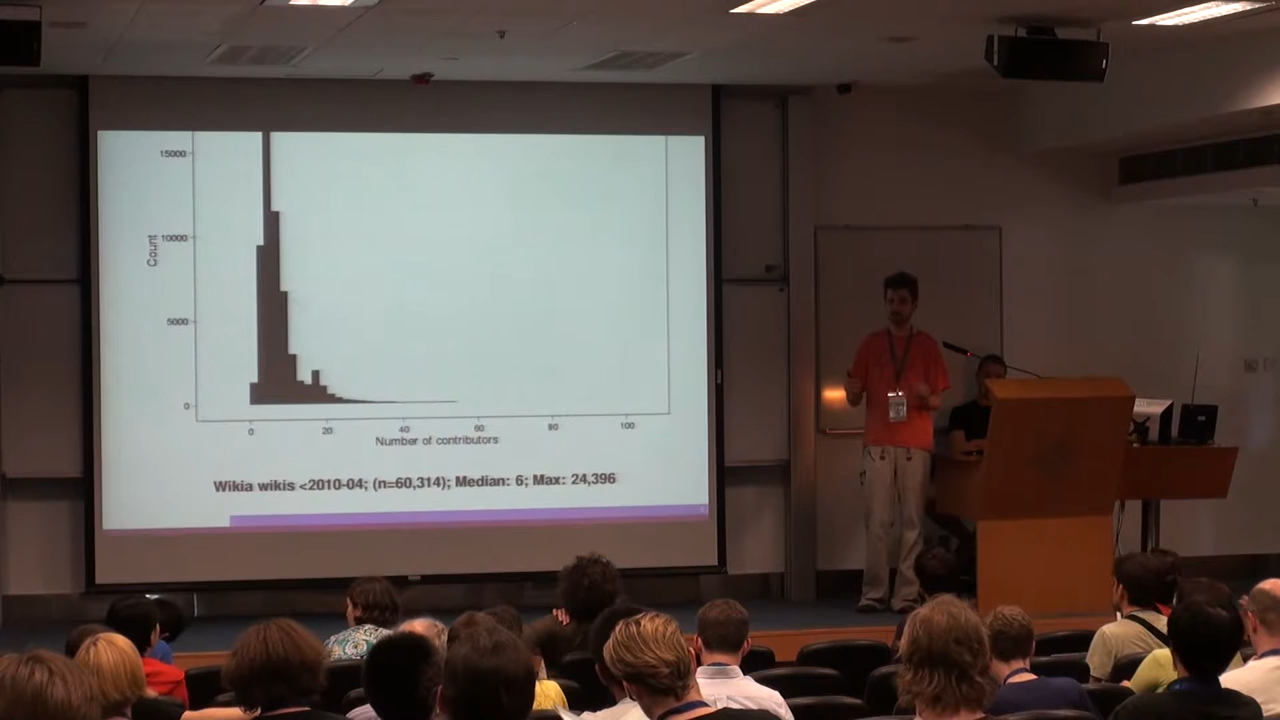 15000
10000
5000
0
Count
0 20 40 60 80 100
Number of contributors
Wikia wikis <2010-04; (n=60,314); Median: 6; Max: 24,396